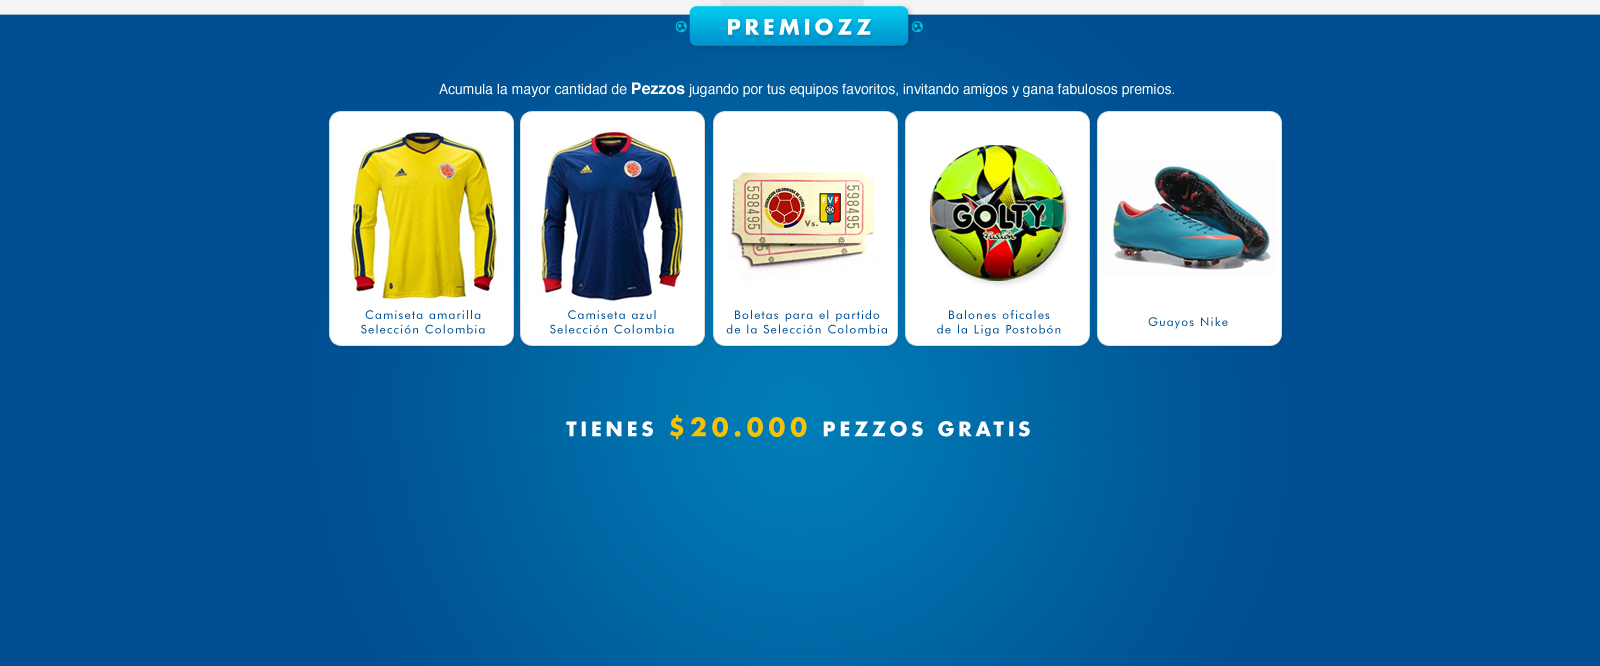 PREMIOZZ
Acumula la mayor cantidad de Pezzos jugando por tus equipos favoritos, invitando amigos y gana fabulosos premios.
598495
Vs.
FVF
598495
GOLTY
Fusión
Camiseta amarilla
Selección Colombia
Camiseta azul
Selección Colombia
Boletas para el partido
de la Selección Colombia
Balones oficales
de la Liga Postobón
Guayos Nike
TIENES $20.000 PEZZOS GRATIS